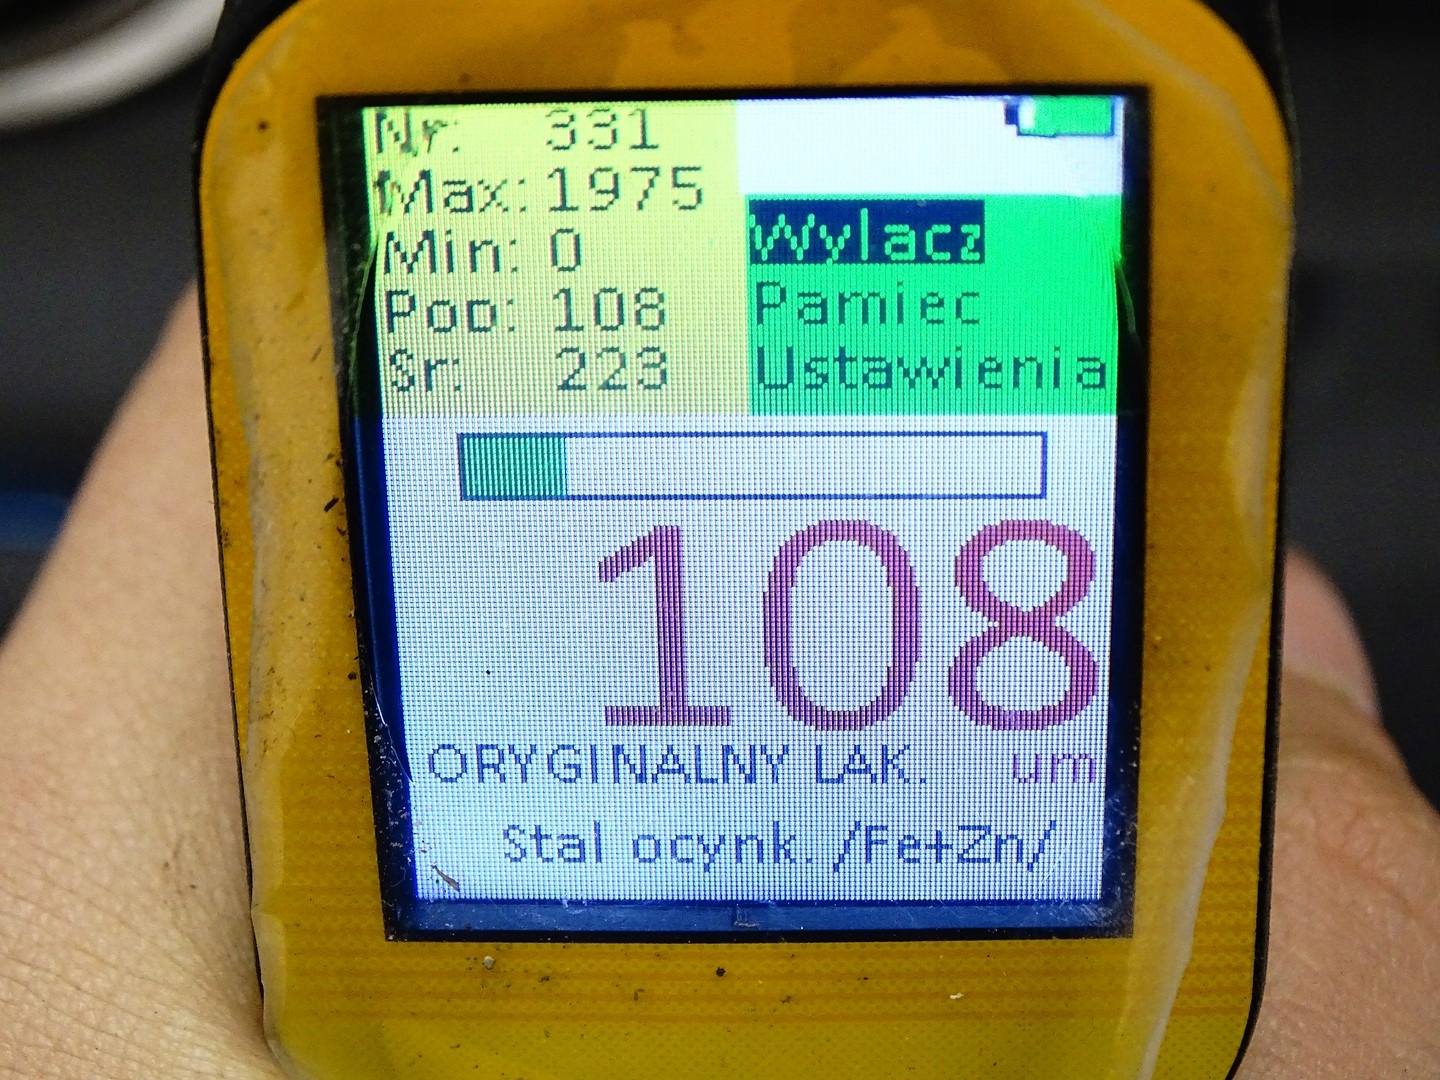 Nr: 331
Max: 1975
Min: 0
Pop: 108
Sr: 223
Wylacz
Pamiec
Ustawienia
108
ORYGINALNY LAK. um
Stal ocynk. /Fe+Zn/